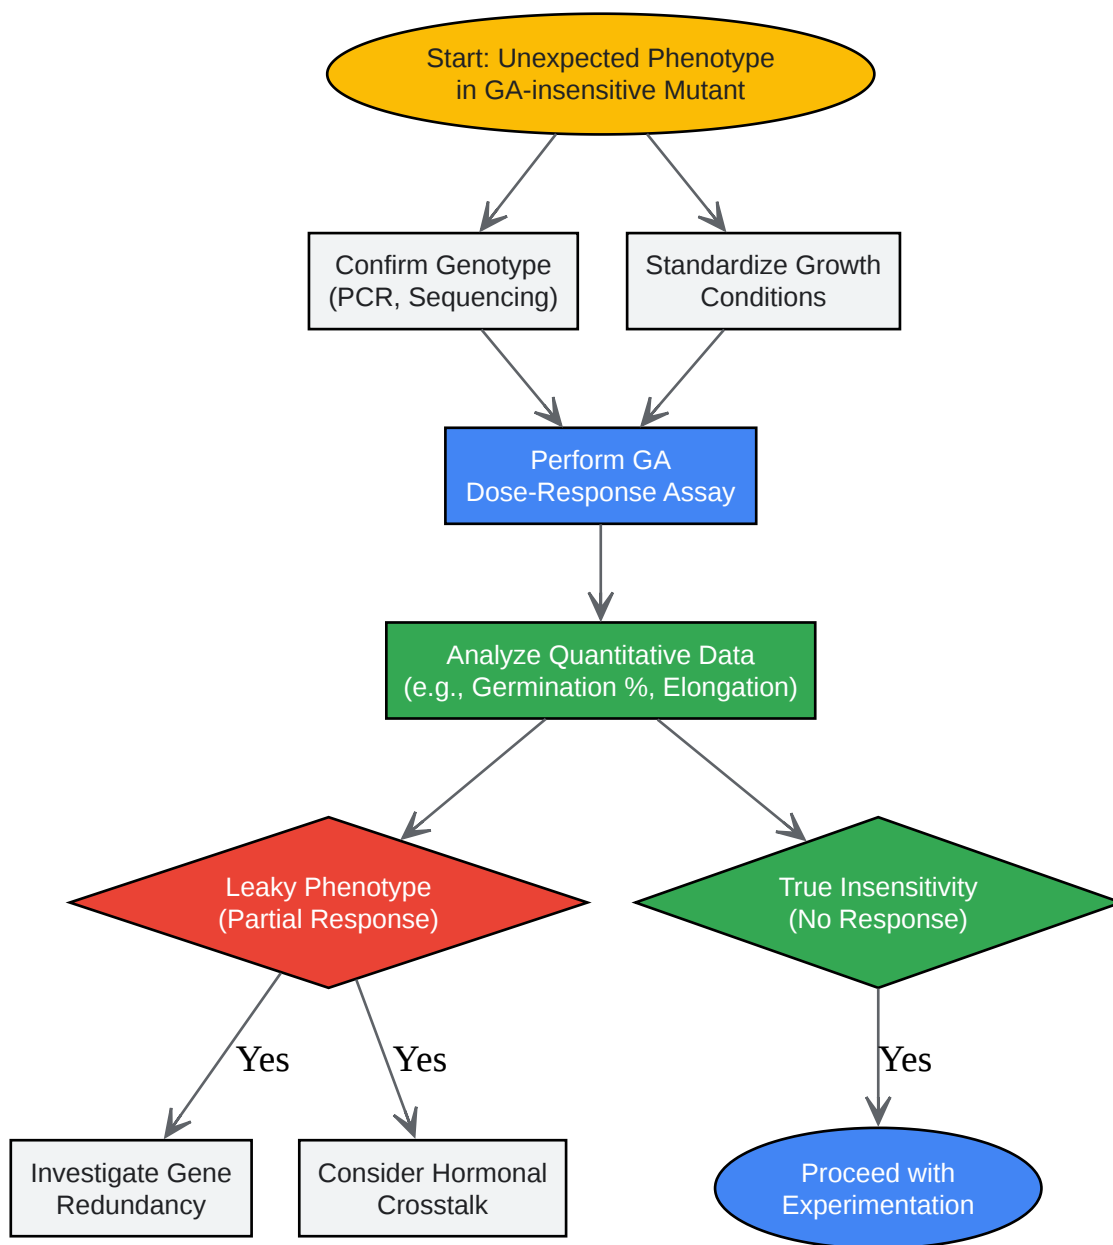 Start: Unexpected Phenotype
in GA-insensitive Mutant
Confirm Genotype
(PCR, Sequencing)
Standardize Growth
Conditions
Perform GA
Dose-Response Assay
Analyze Quantitative Data
(e.g., Germination %, Elongation)
Leaky Phenotype
(Partial Response)
True Insensitivity
(No Response)
Yes
Yes
Yes
Investigate Gene
Redundancy
Consider Hormonal
Crosstalk
Proceed with
Experimentation